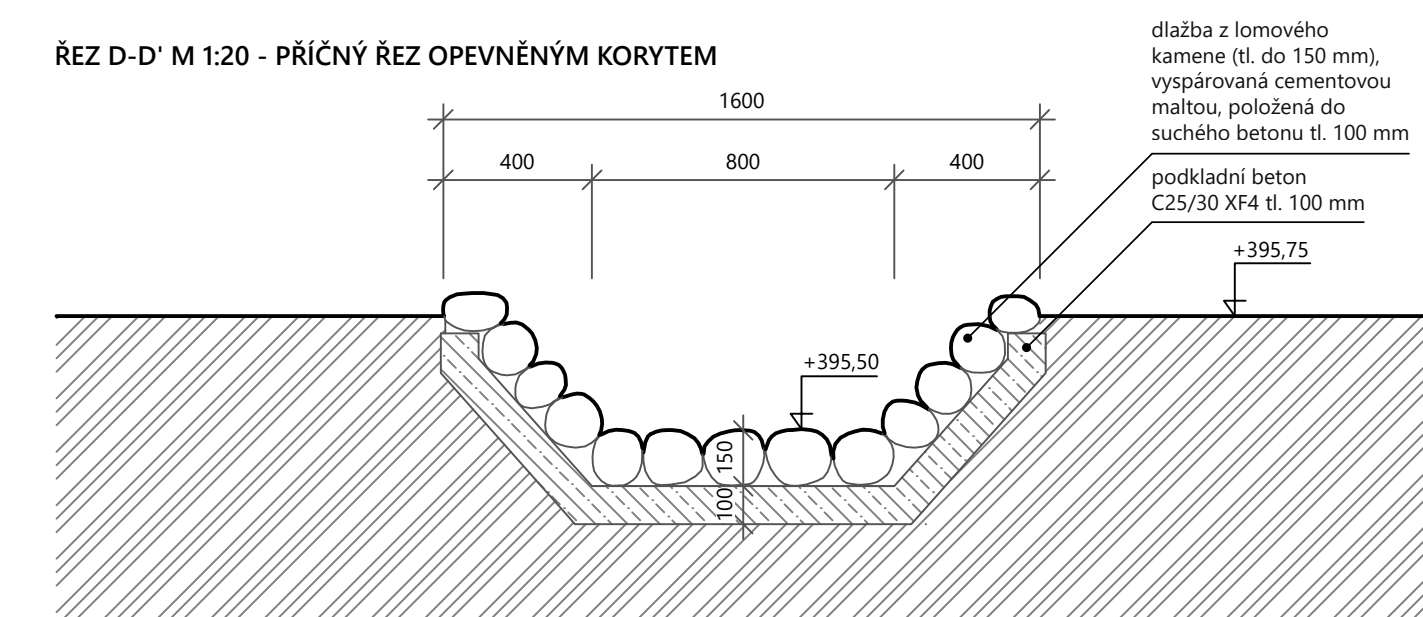 ŘEZ D-D' M 1:20 - PŘÍČNÝ ŘEZ OPEVNĚNÝM KORYTEM
dlažba z lomového
kamene (tl. do 150 mm),
vyspárovaná cementovou
maltou, položená do
suchého betonu tl. 100 mm
podkladní beton
C25/30 XF4 tl. 100 mm
1600
400
800
400
+395,75
+395,50
150
100